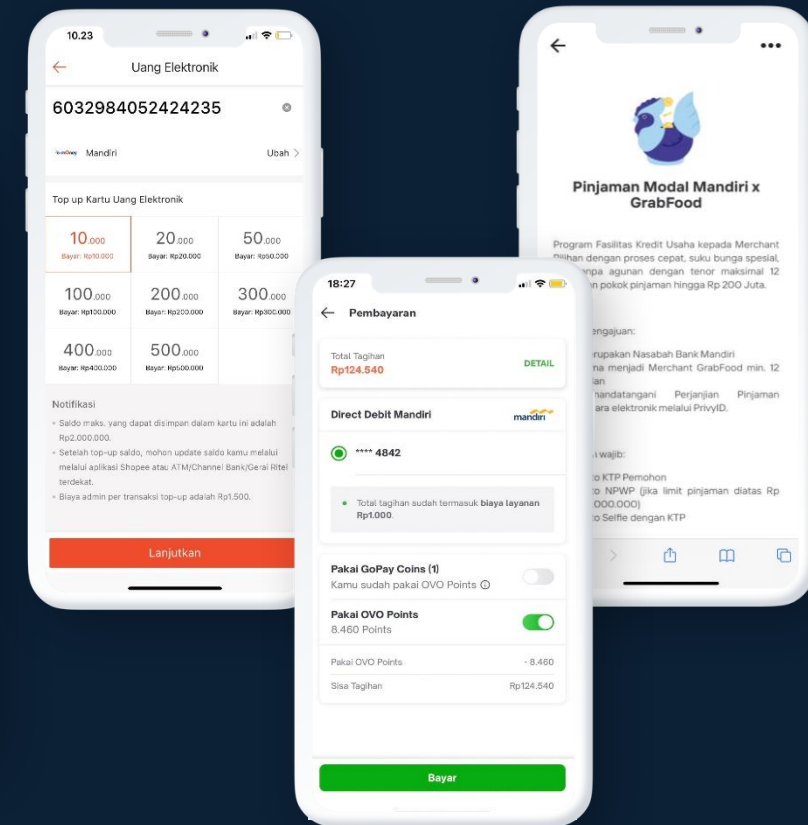 10.23
Uang Elektronik
6032984052424235
Mandiri
Ubah >
Top up Kartu Uang Elektronik
10.000
Bayar: Rp10.000
20.000
Bayar: Rp20.000
50.000
Bayar: Rp50.000
100.000
Bayar: Rp100.000
200.000
Bayar: Rp200.000
300.000
Bayar: Rp300.000
400.000
Bayar: Rp400.000
500.000
Bayar: Rp500.000
Notifikasi
Saldo maks. yang dapat disimpan dalam kartu ini adalah
Rp2.000.000.
Setelah top-up saldo, mohon update saldo kamu melalui
melalui aplikasi Shopee atau ATM/Channel Bank/Gerai Ritel
terdekat.
Biaya admin per transaksi top-up adalah Rp1.500.
Lanjutkan
18:27
Pembayaran
Total Tagihan
Rp124.540
DETAIL
Direct Debit Mandiri
mandırı
**** 4842
Total tagihan sudah termasuk biaya layanan
Rp1.000.
Pakai GoPay Coins (1)
Kamu sudah pakai OVO Points
Pakai OVO Points
8.460 Points
Pakai OVO Points
- 8.460
Sisa Tagihan
Rp124.540
Bayar
Pinjaman Modal Mandiri x
GrabFood
Program Fasilitas Kredit Usaha kepada Merchant
Pilihan dengan proses cepat, suku bunga spesial,
anpa agunan dengan tenor maksimal 12
n pokok pinjaman hingga Rp 200 Juta.
engajuan:
rupakan Nasabah Bank Mandiri
ma menjadi Merchant GrabFood min. 12
lan
nandatangani Perjanjian Pinjaman
ara elektronik melalui PrivyID.
wajib:
o KTP Pemohon
o NPWP (jika limit pinjaman diatas Rp
.000.000)
o Selfie dengan KTP